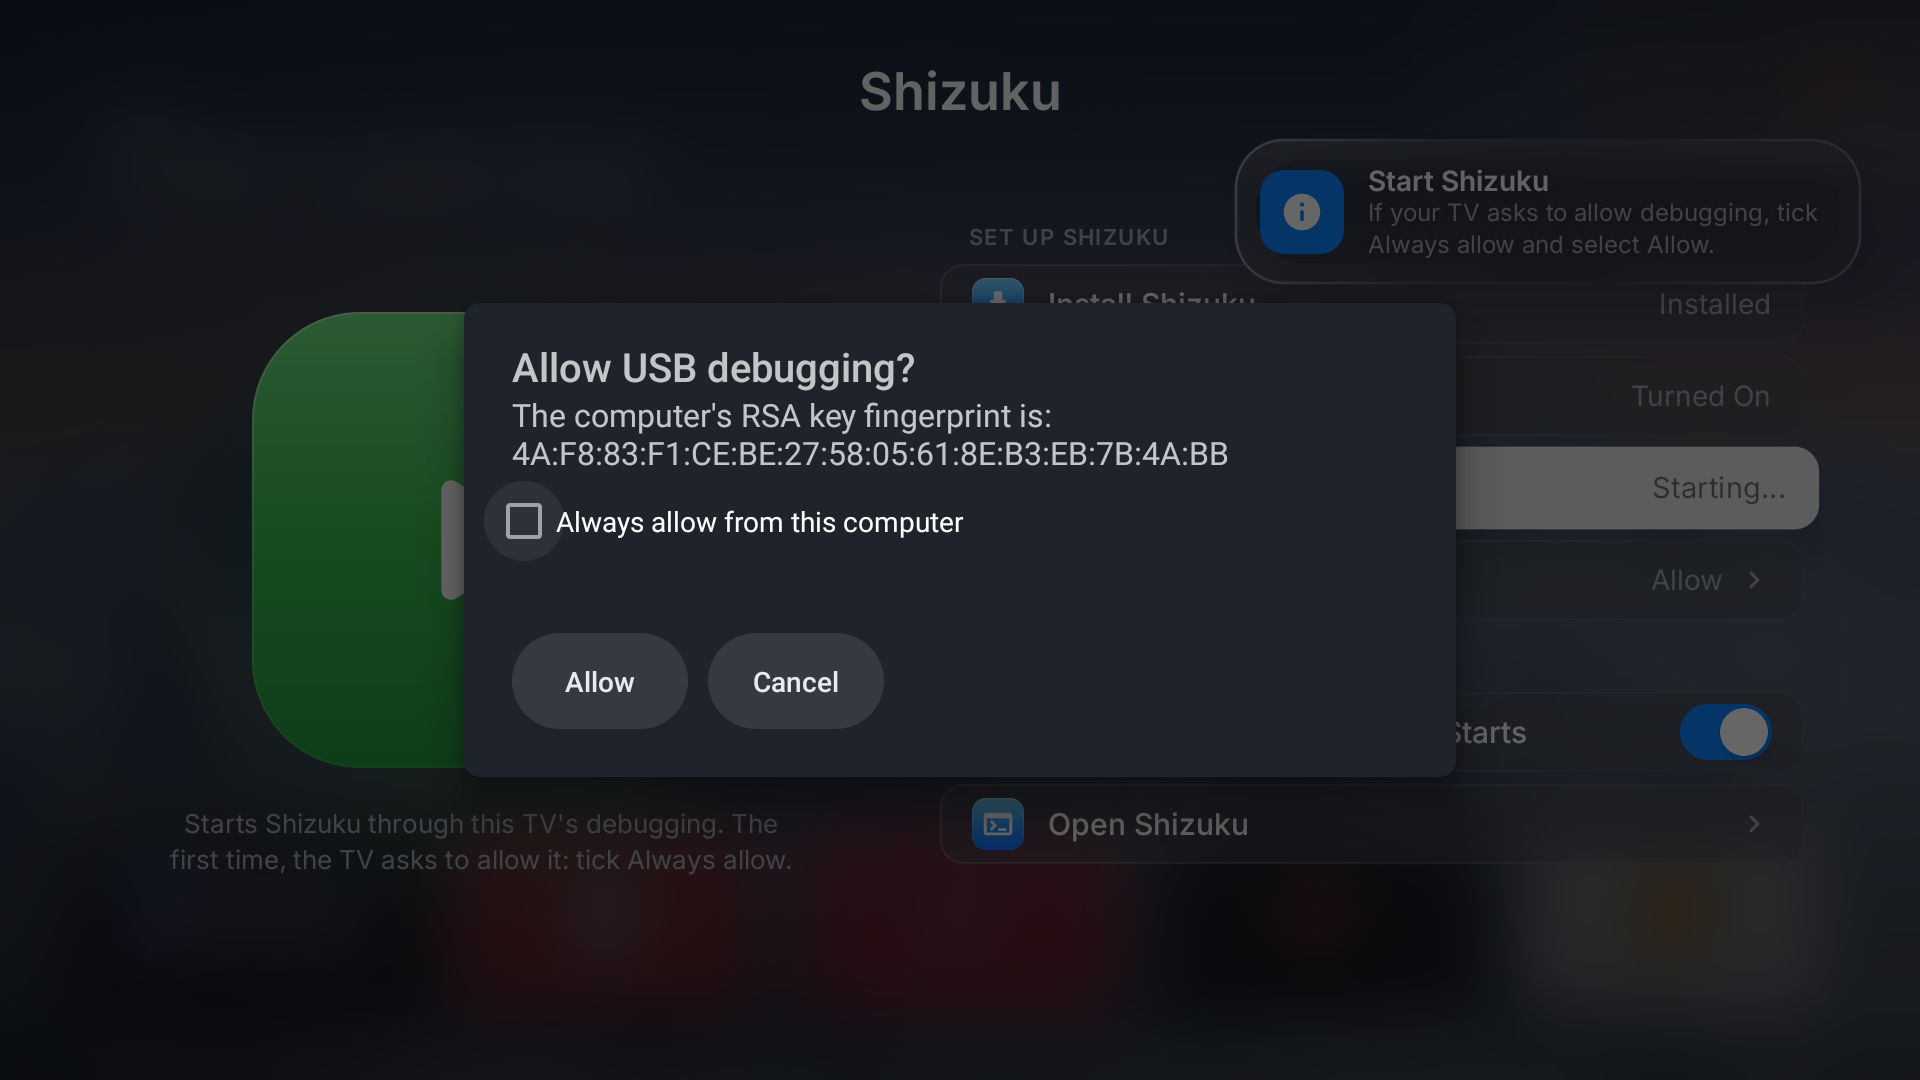 Shizuku
Start Shizuku
If your TV asks to allow debugging, tick
Always allow and select Allow.
SET UP SHIZUKU
Install Shizuku
Installed
Allow USB debugging?
The computer's RSA key fingerprint is:
4A:F8:83:F1:CE:BE:27:58:05:61:8E:B3:EB:7B:4A:BB
Turned On
Starting...
Always allow from this computer
Allow
Allow
Cancel
Starts
Open Shizuku
Starts Shizuku through this TV's debugging. The
first time, the TV asks to allow it: tick Always allow.